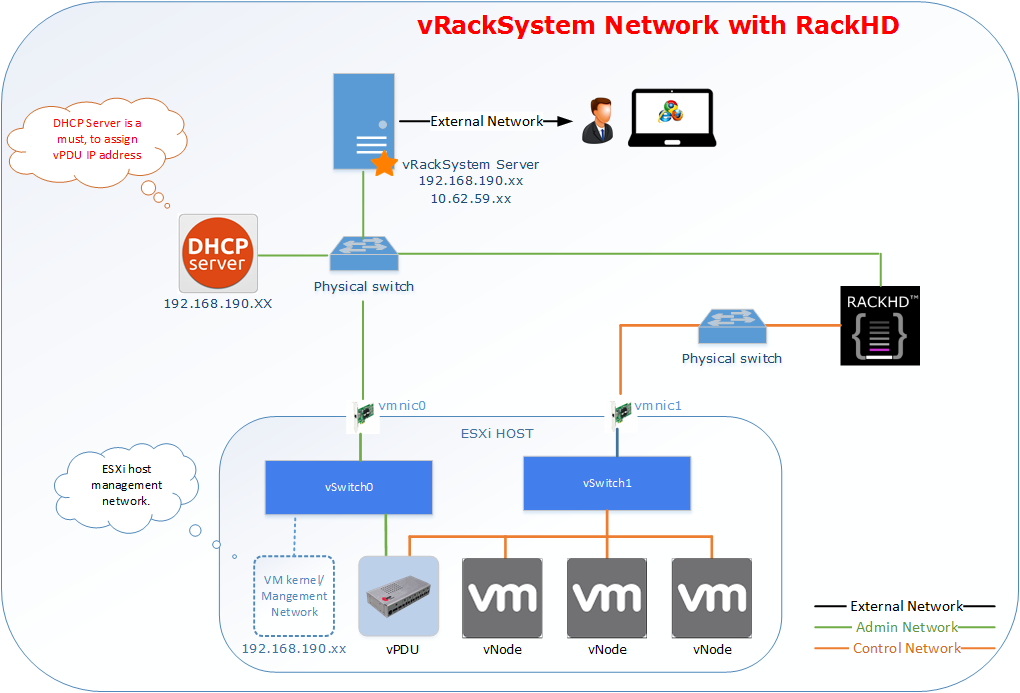 vRackSystem Network with RackHD
External Network
DHCP Server is a
must, to assign
vPDU IP address
vRackSystem Server
192.168.190.xx
10.62.59.xx
DHCP
server
192.168.190.XX
Physical switch
RACKHD™
Physical switch
vmnic0
vmnic1
ESXi HOST
ESXi host
management
network.
vSwitch0
vSwitch1
VM kernel/
Mangement
Network
192.168.190.xx
vPDU
vm
vNode
vm
vNode
vm
vNode
External Network
Admin Network
Control Network